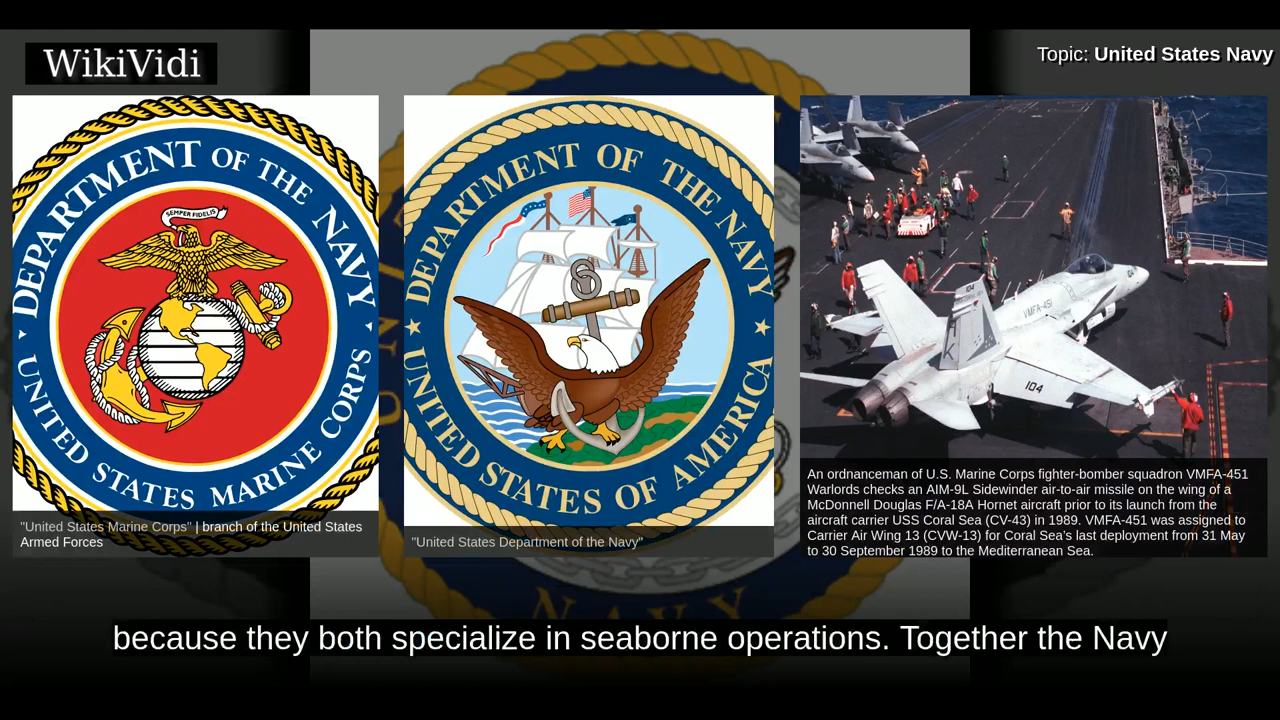 WikiVidi
Topic: United States Navy
DEPARTMENT OF THE NAVY
UNITED STATES MARINE CORPS
SEMPER FIDELIS
"United States Marine Corps" | branch of the United States
Armed Forces
DEPARTMENT OF THE NAVY
UNITED STATES OF AMERICA
"United States Department of the Navy"
104
VMFA-451
104
An ordnanceman of U.S. Marine Corps fighter-bomber squadron VMFA-451
Warlords checks an AIM-9L Sidewinder air-to-air missile on the wing of a
McDonnell Douglas F/A-18A Hornet aircraft prior to its launch from the
aircraft carrier USS Coral Sea (CV-43) in 1989. VMFA-451 was assigned to
Carrier Air Wing 13 (CVW-13) for Coral Sea's last deployment from 31 May
to 30 September 1989 to the Mediterranean Sea.
NAVY
because they both specialize in seaborne operations. Together the Navy